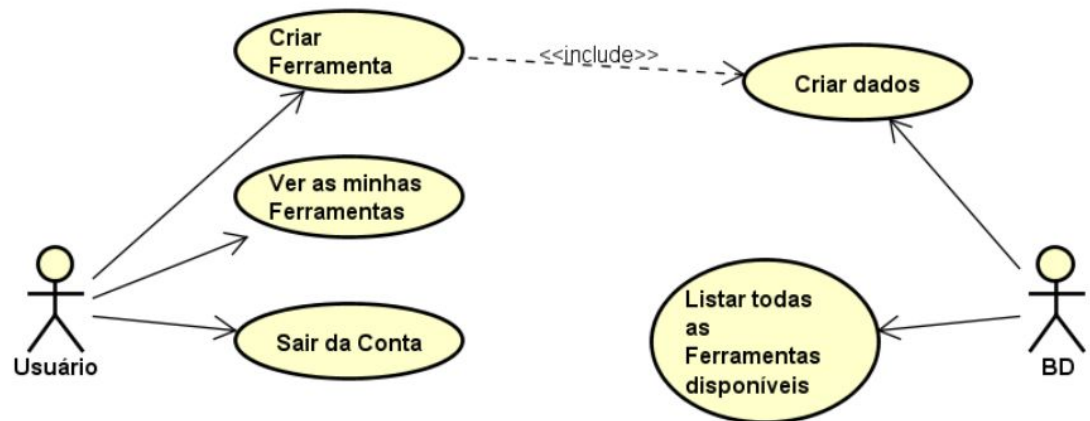 Criar
Ferramenta
<<include>>
Criar dados
Ver as minhas
Ferramentas
Sair da Conta
Listar todas
as
Ferramentas
disponíveis
Usuário
BD